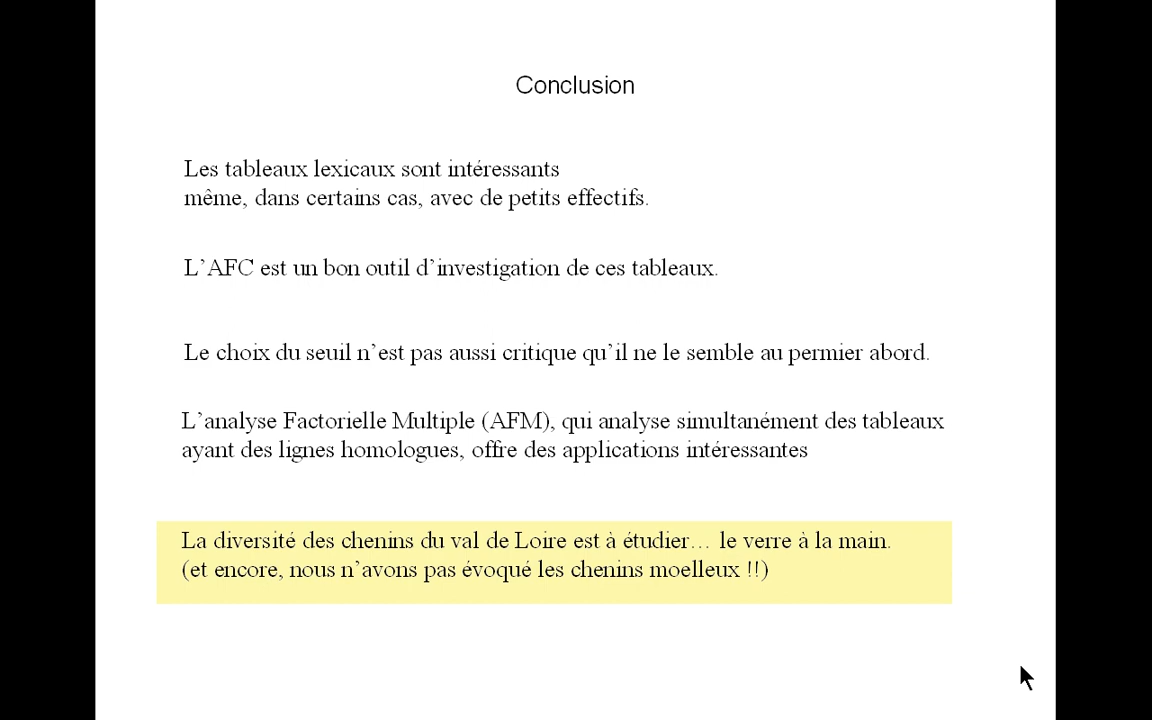 Conclusion
Les tableaux lexicaux sont intéressants
même, dans certains cas, avec de petits effectifs.
L’AFC est un bon outil d’investigation de ces tableaux.
Le choix du seuil n’est pas aussi critique qu’il ne le semble au permier abord.
L’analyse Factorielle Multiple (AFM), qui analyse simultanément des tableaux
ayant des lignes homologues, offre des applications intéressantes
La diversité des chenins du val de Loire est à étudier… le verre à la main.
(et encore, nous n’avons pas évoqué les chenins moelleux !!)